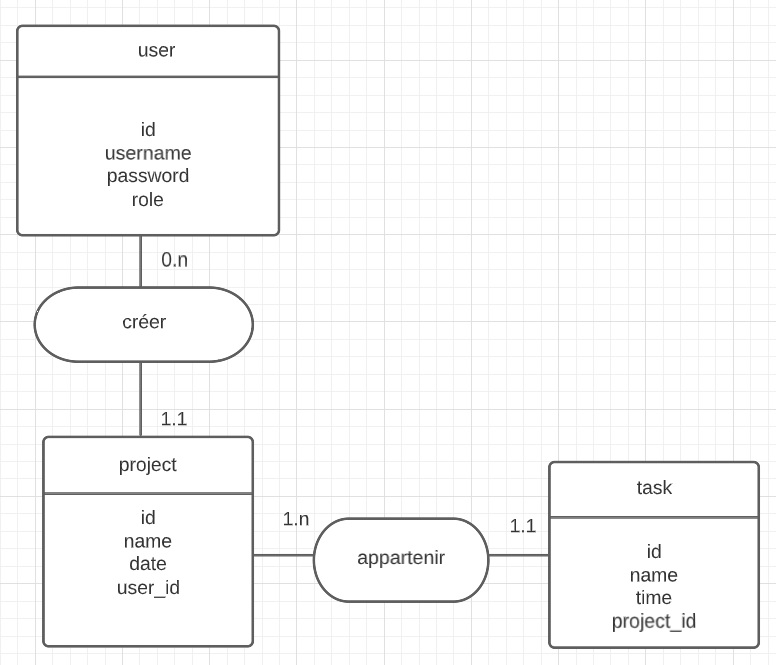 user
id
username
password
role
0.n
créer
1.1
project
id
name
date
user_id
1.n
appartenir
1.1
task
id
name
time
project_id